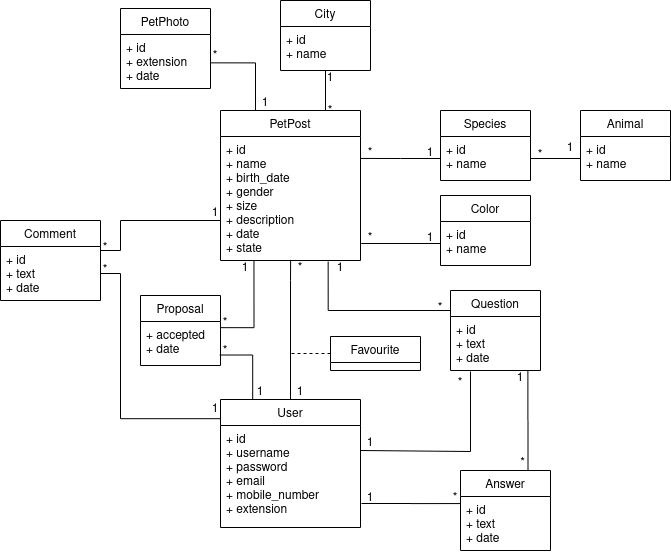 City
+ id
+ name
PetPhoto
+ id
+ extension
+ date
*
1
1
*
PetPost
+ id
+ name
+ birth_date
+ gender
+ size
+ description
+ date
+ state
*
1
Species
+ id
+ name
*
1
Animal
+ id
+ name
*
1
Color
+ id
+ name
1
*
Comment
+ id
+ text
+ date
*
1
*
1
Proposal
+ accepted
+ date
*
*
1
*
1
Favourite
Question
+ id
+ text
+ date
*
1
1
1
User
+ id
+ username
+ password
+ email
+ mobile_number
+ extension
1
1
*
*
Answer
+ id
+ text
+ date